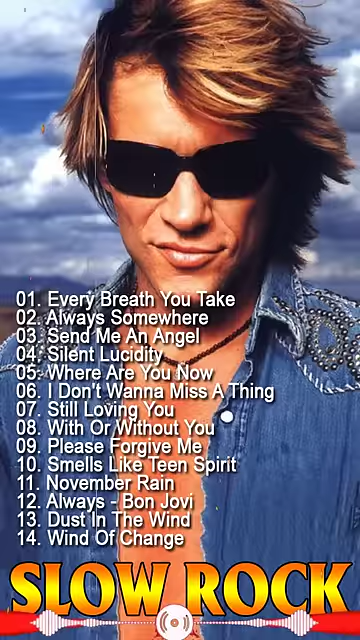 01. Every Breath You Take
02. Always Somewhere
03. Send Me An Angel
04. Silent Lucidity
05. Where Are You Now
06. I Don't Wanna Miss A Thing
07. Still Loving You
08. With Or Without You
09. Please Forgive Me
10. Smells Like Teen Spirit
11. November Rain
12. Always - Bon Jovi
13. Dust In The Wind
14. Wind Of Change
SLOW ROCK